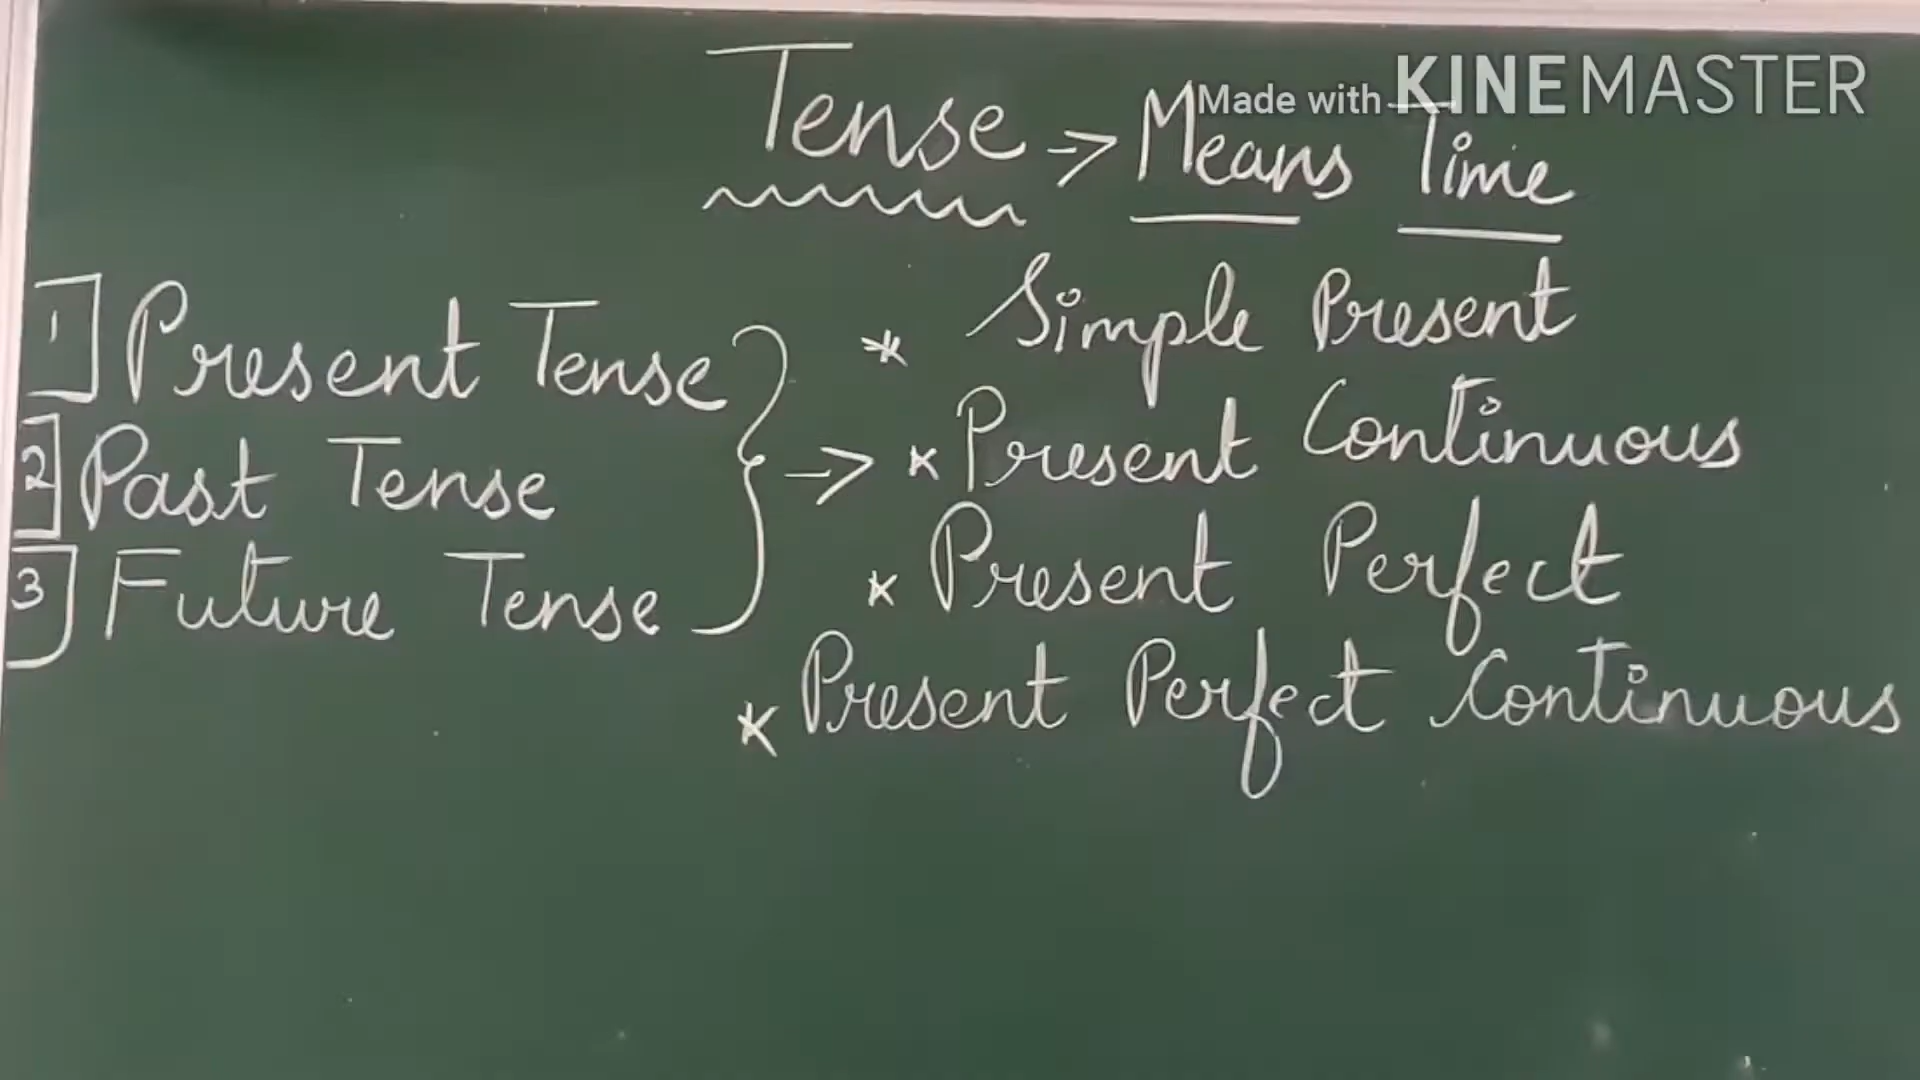 Made with KINEMASTER
Tense -> Means Time
1] Present Tense
2] Past Tense
3] Future Tense
} ->
* Simple Present
* Present Continuous
* Present Perfect
* Present Perfect Continuous